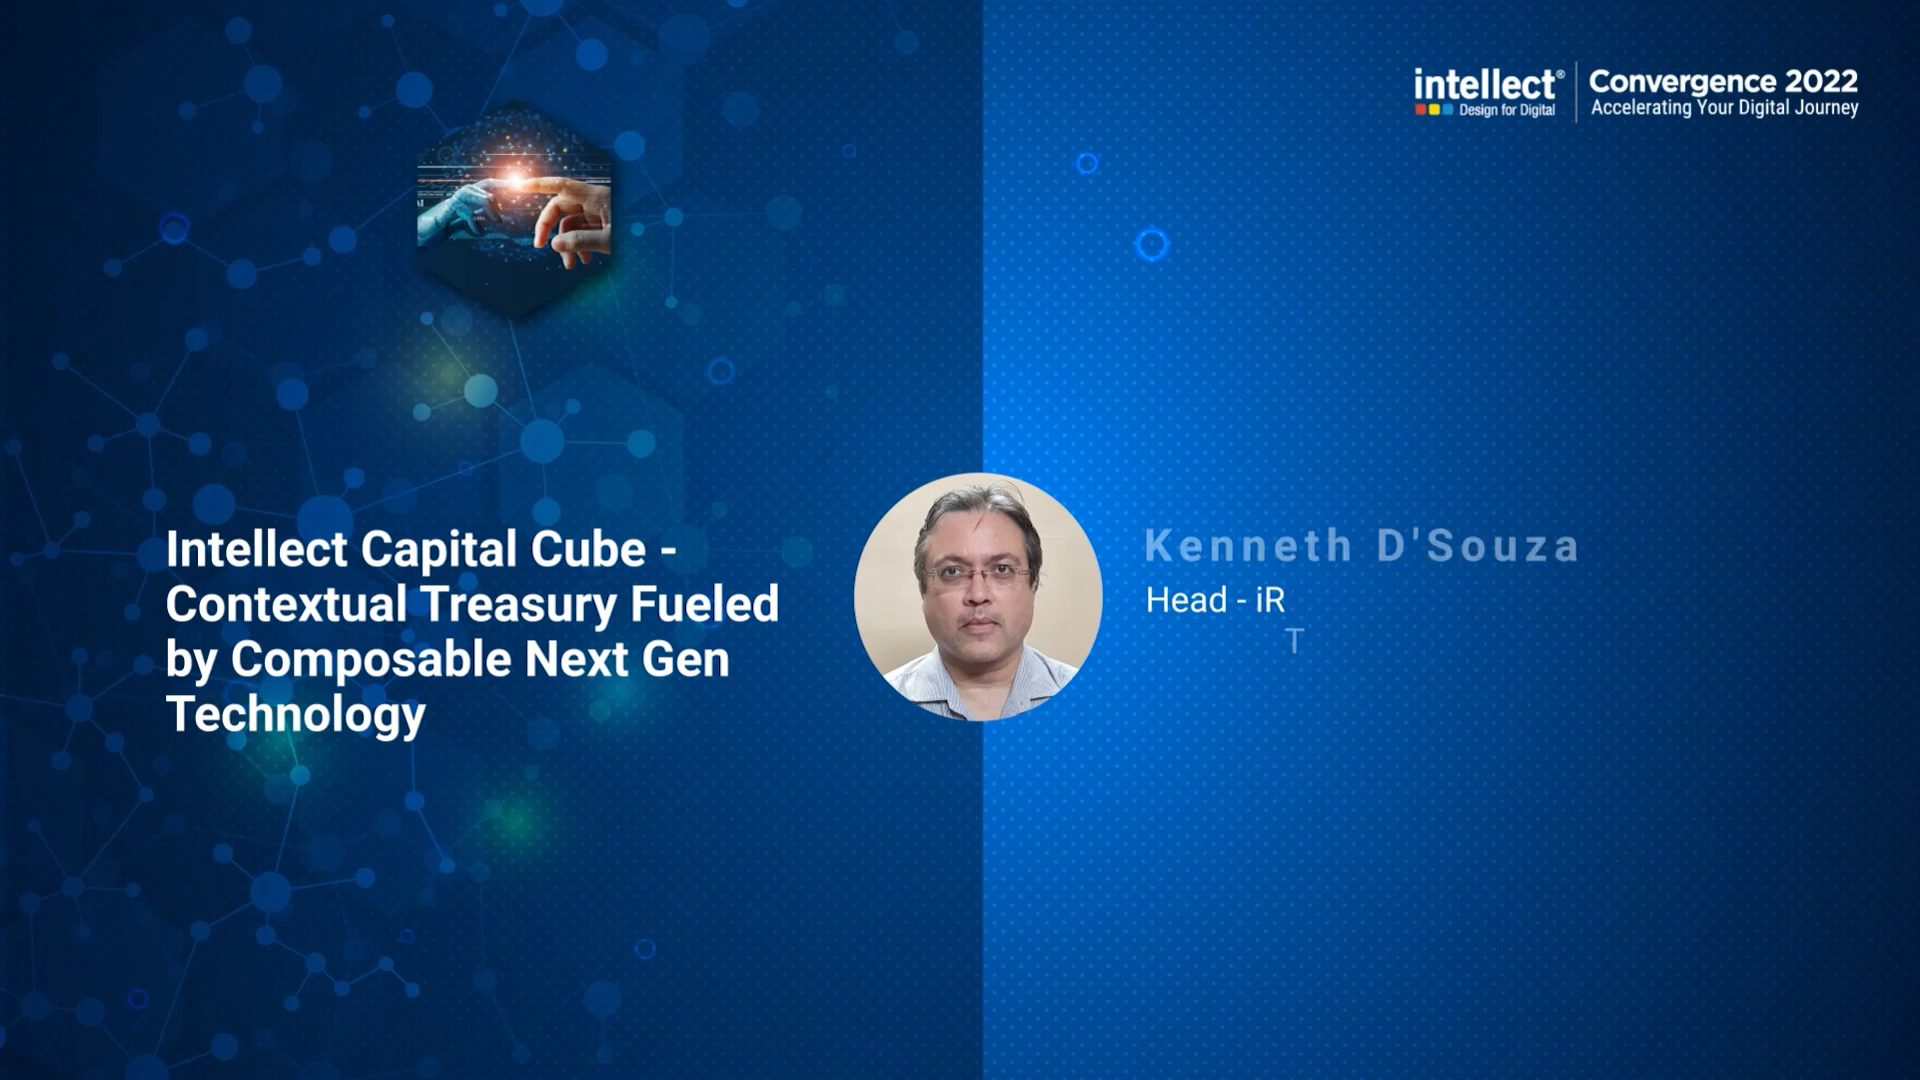 intellect®
Design for Digital
Convergence 2022
Accelerating Your Digital Journey
Intellect Capital Cube -
Contextual Treasury Fueled
by Composable Next Gen
Technology
Kenneth D'Souza
Head - iR
T